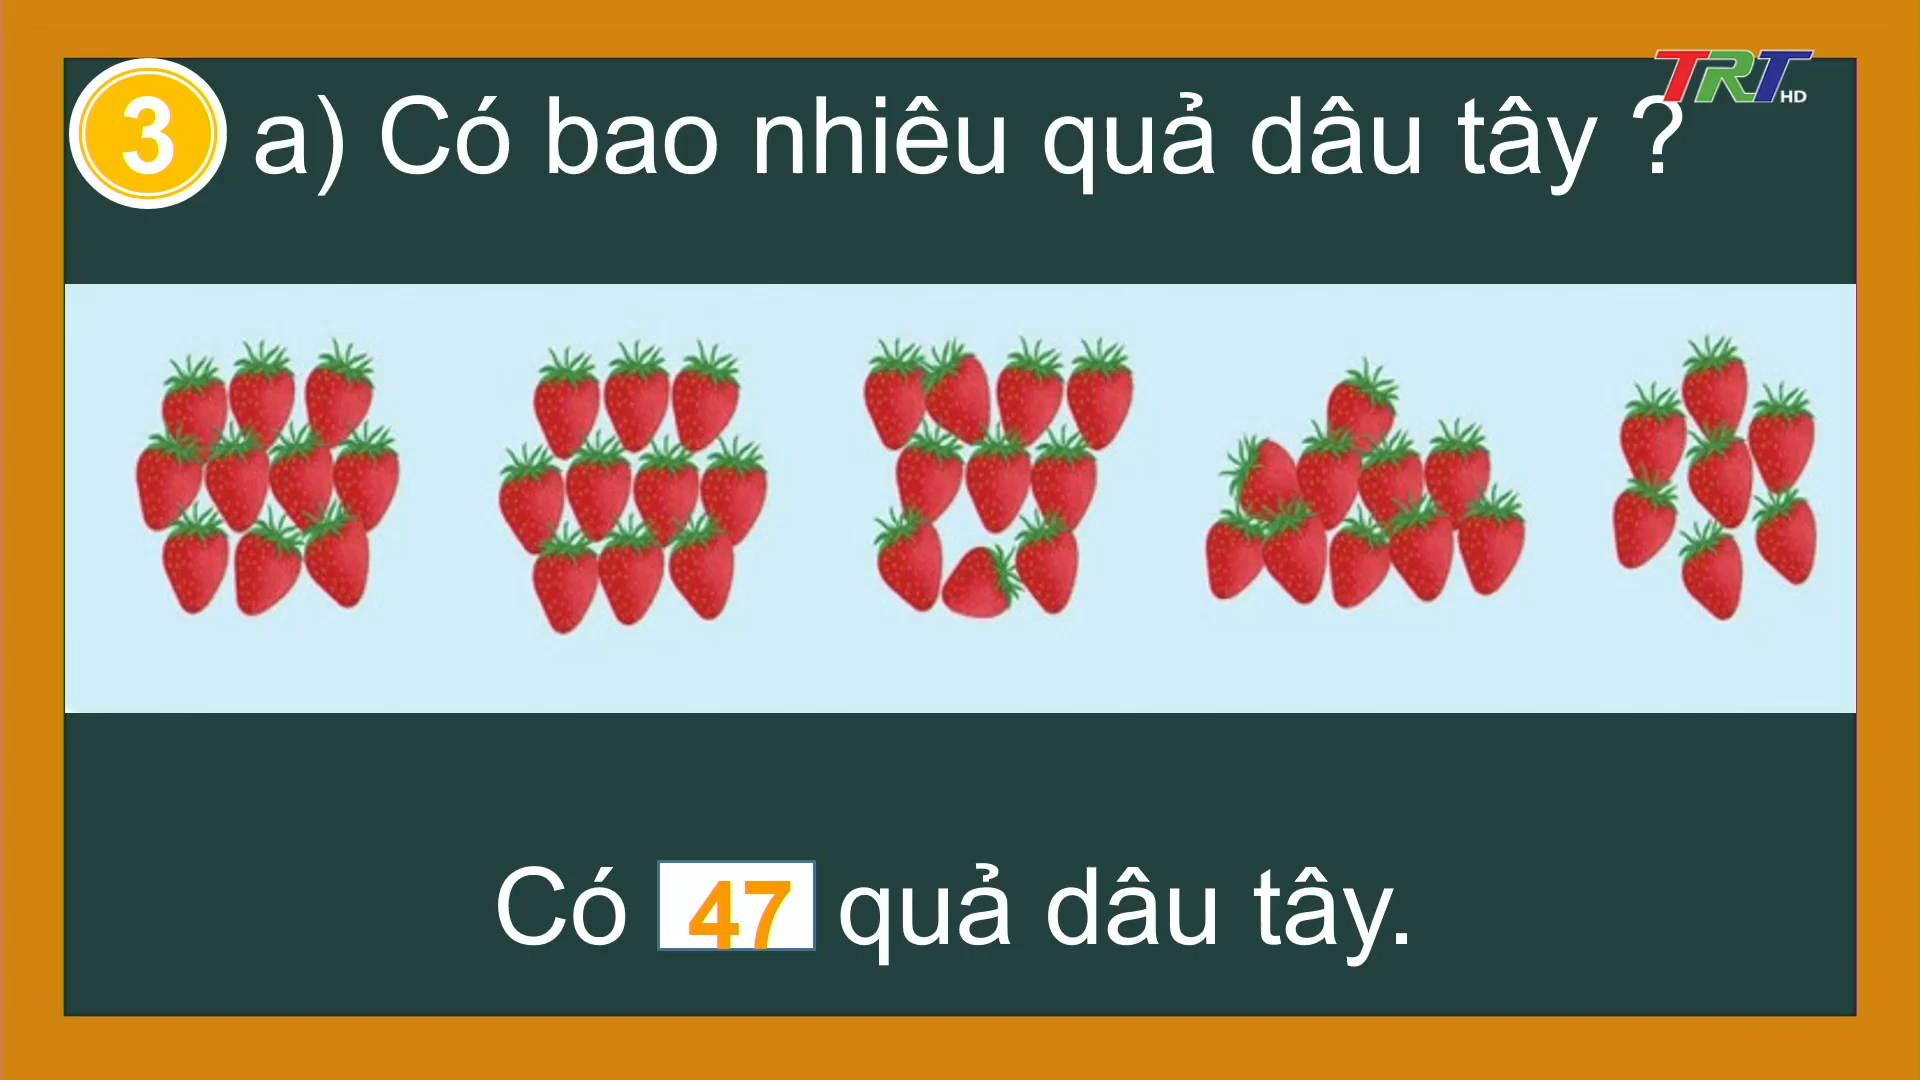 TRT HD
3 a) Có bao nhiêu quả dâu tây ?
Có 47 quả dâu tây.